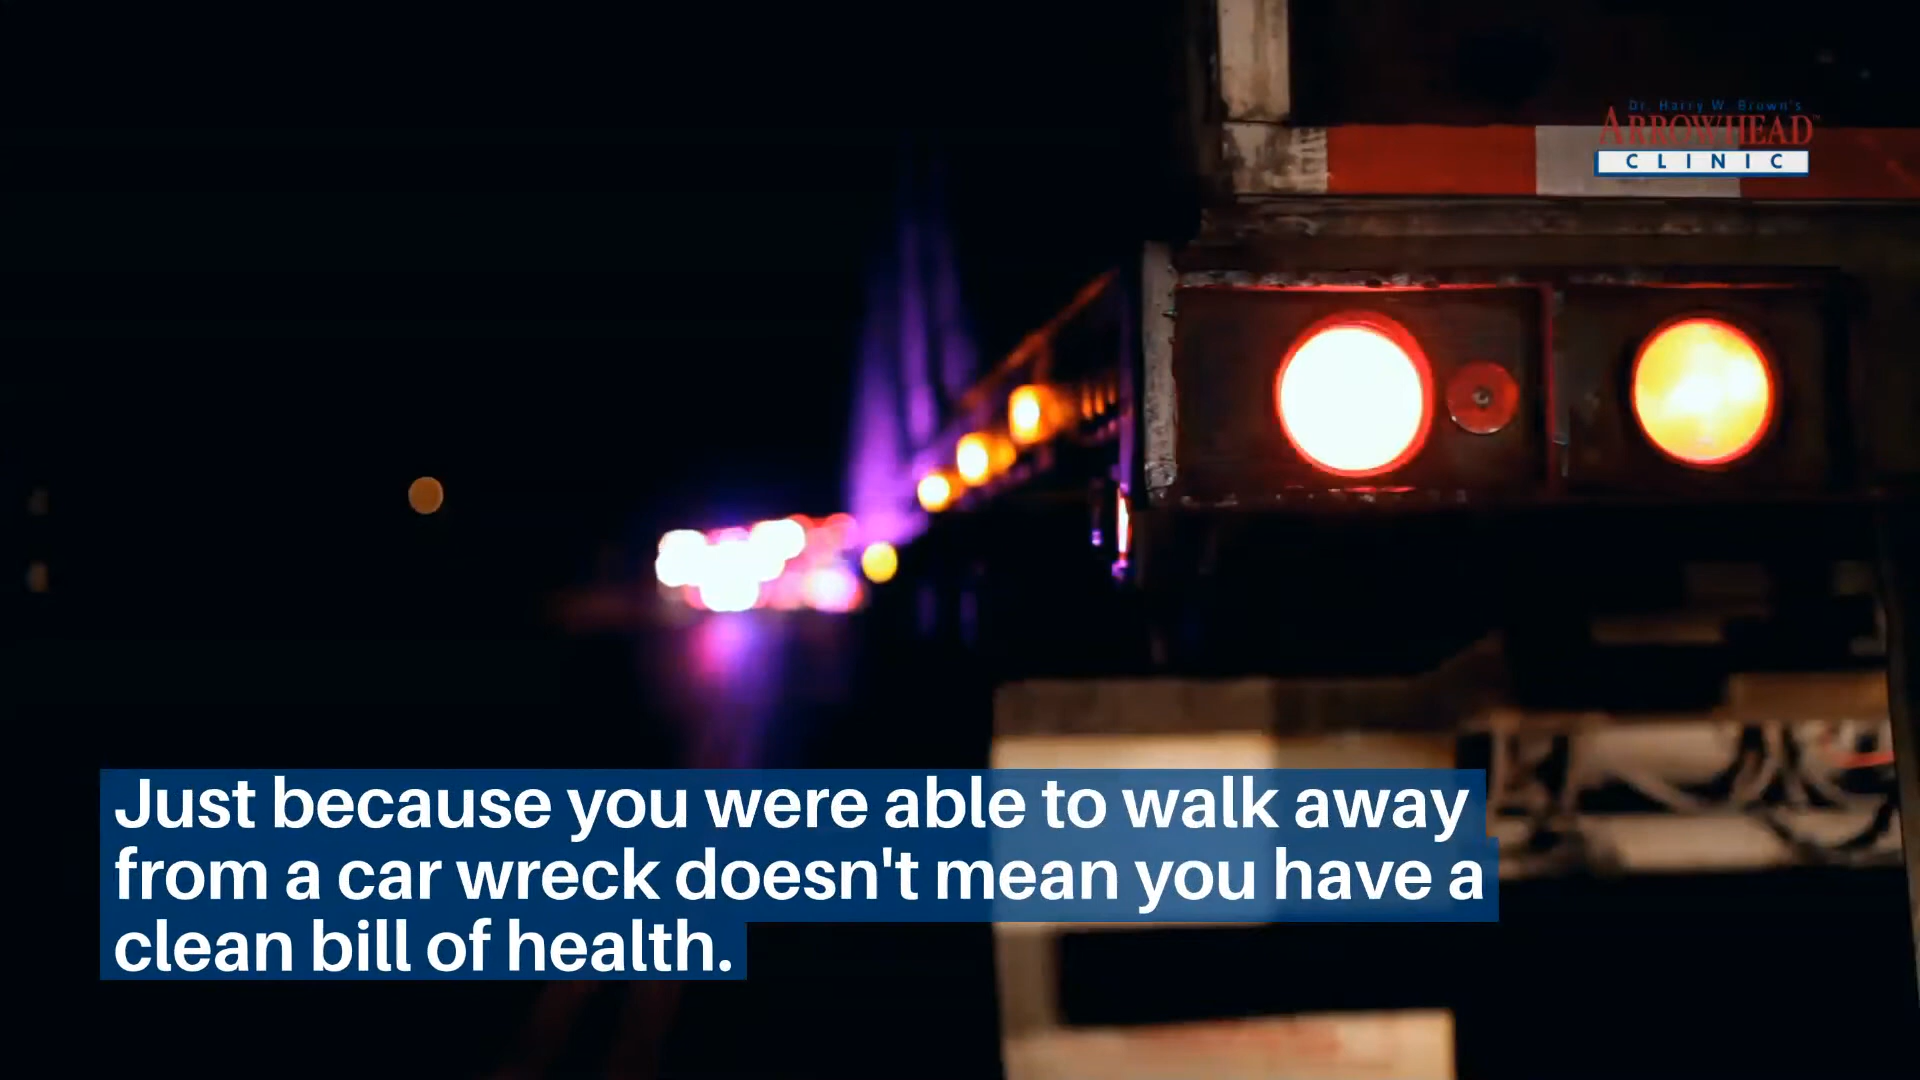 Dr. Harry W. Brown's
ARROWHEAD™
CLINIC
Just because you were able to walk away
from a car wreck doesn't mean you have a
clean bill of health.